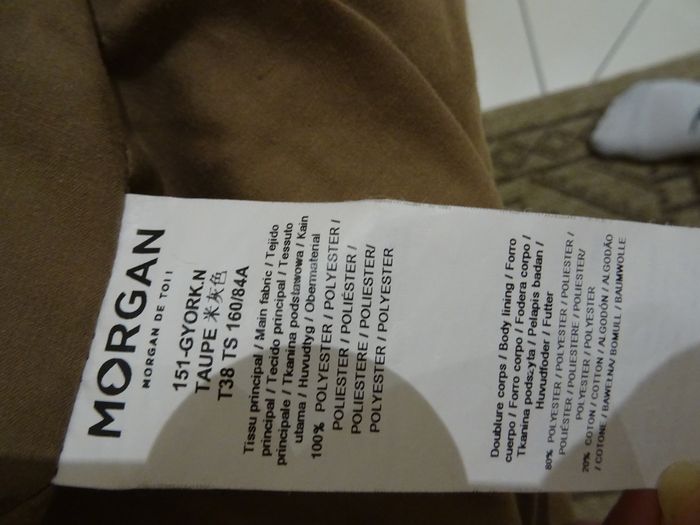 MORGAN
MORGAN DE TOI!
151-GYORK.N
TAUPE 米灰色
T38 TS 160/84A
Tissu principal / Main fabric / Tejido
principal / Tecido principal / Tessuto
principale / Tkanina podstawowa / Kain
utama / Huvudtyg / Obermaterial
100% POLYESTER / POLYESTER /
POLIESTER / POLIÉSTER /
POLIESTERE / POLIESTER/
POLYESTER / POLYESTER
Doublure corps / Body lining / Forro
cuerpo / Forro corpo / Fodera corpo /
Tkanina podszyta / Pelapis badan /
Huvudfoder / Futter
80% POLYESTER / POLYESTER / POLIESTER /
POLIÉSTER / POLIESTERE / POLIESTER/
POLYESTER / POLYESTER
20% COTON / COTTON / ALGODÓN / ALGODÃO
/ COTONE / BAWEŁNA/ BOMULL / BAUMWOLLE